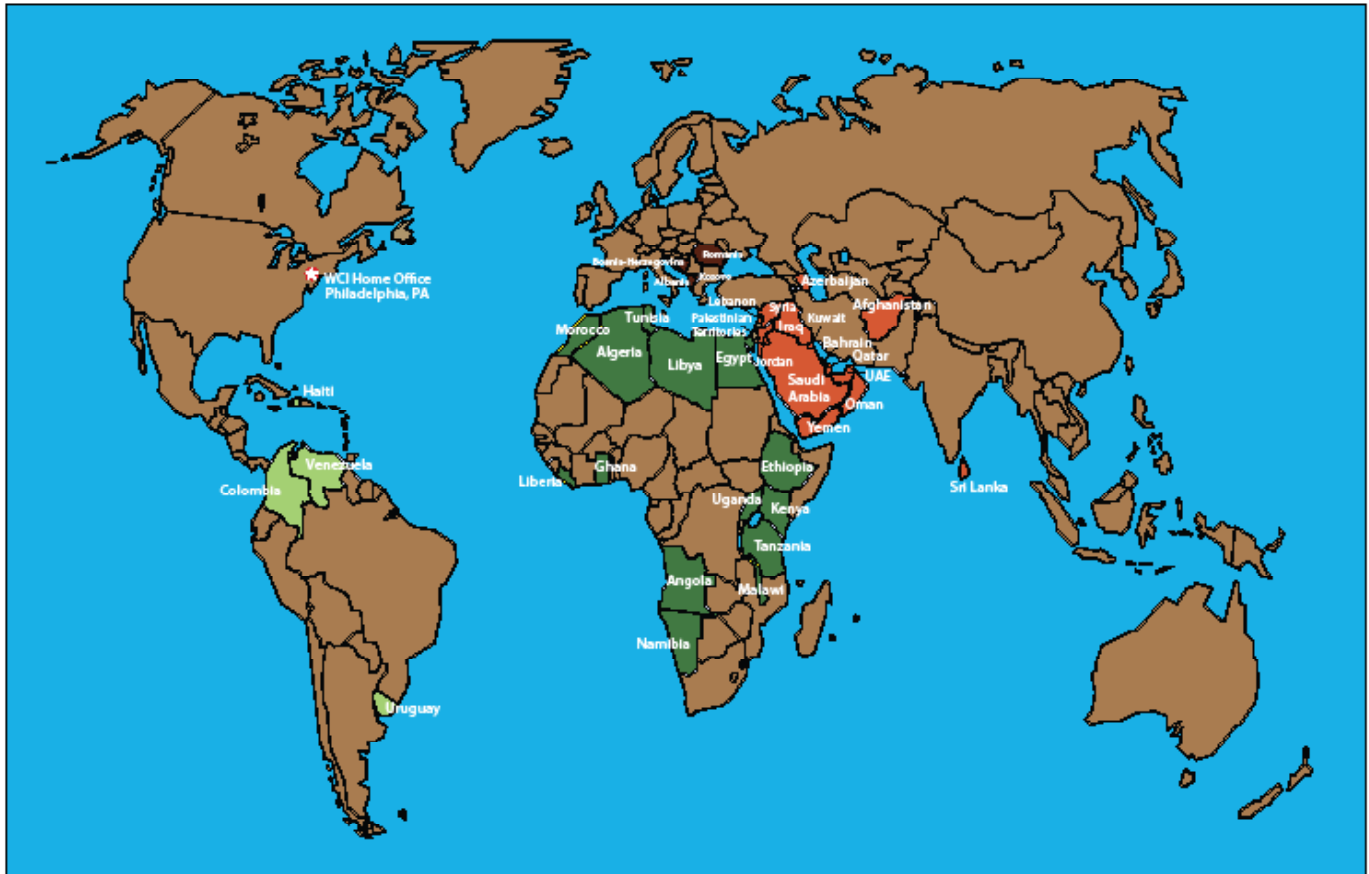 Romania
Bosnia-Herzegovina
Kosovo
Albania
WCI Home Office
Philadelphia, PA
Azerbaijan
Lebanon
Syria
Afghanistan
Tunisia
Palestinian
Territories
Kuwait
Morocco
Iraq
Algeria
Libya
Egypt
Jordan
Bahrain
Qatar
UAE
Saudi
Arabia
Haiti
Oman
Yemen
Venezuela
Colombia
Liberia
Ghana
Ethiopia
Sri Lanka
Uganda
Kenya
Tanzania
Angola
Malawi
Namibia
Uruguay